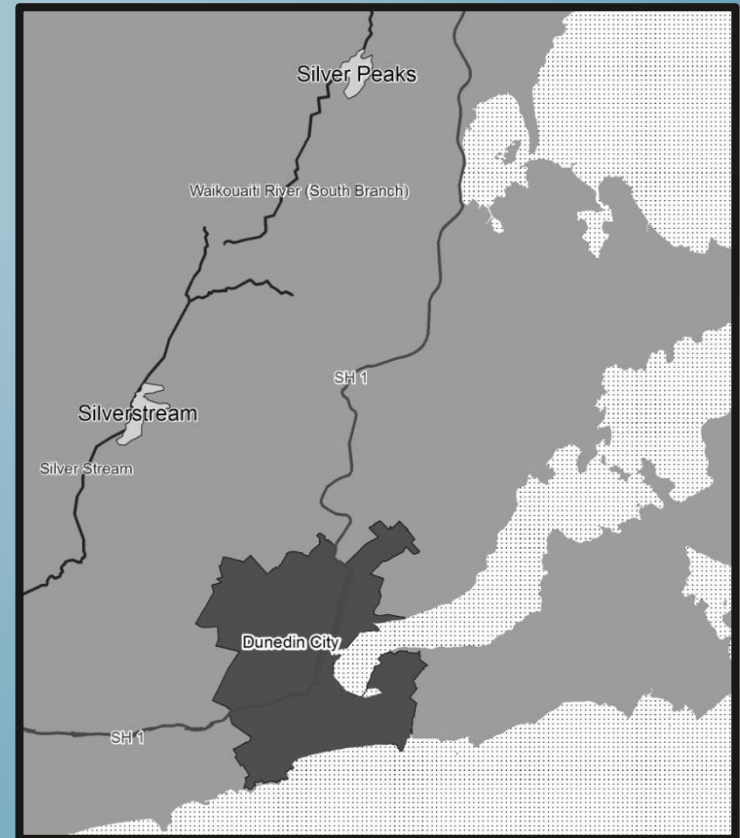 Silver Peaks
Waikouaiti River (South Branch)
SH 1
Silverstream
Silver Stream
Dunedin City
SH 1